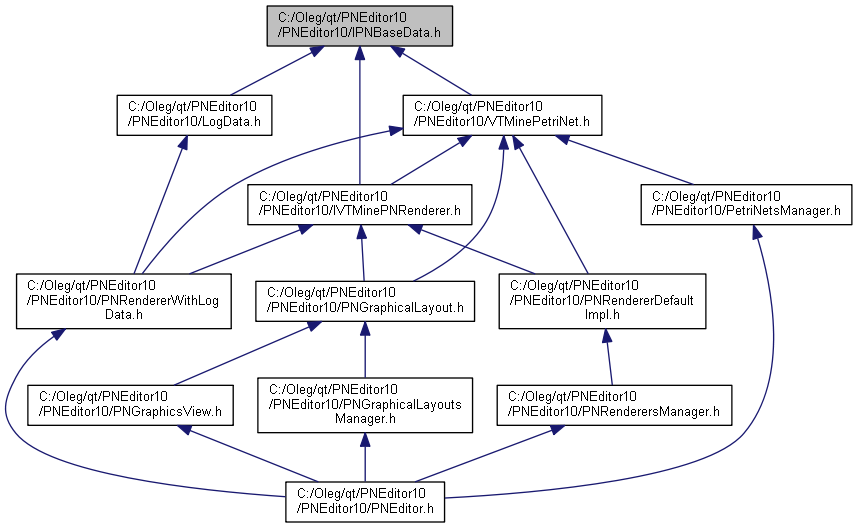 C:/Oleg/qt/PNEditor10
/PNEditor10/IPNBaseData.h
C:/Oleg/qt/PNEditor10
/PNEditor10/LogData.h
C:/Oleg/qt/PNEditor10
/PNEditor10/VTMinePetriNet.h
C:/Oleg/qt/PNEditor10
/PNEditor10/IVTMinePNRenderer.h
C:/Oleg/qt/PNEditor10
/PNEditor10/PetriNetsManager.h
C:/Oleg/qt/PNEditor10
/PNEditor10/PNRendererWithLog
Data.h
C:/Oleg/qt/PNEditor10
/PNEditor10/PNGraphicalLayout.h
C:/Oleg/qt/PNEditor10
/PNEditor10/PNRendererDefault
Impl.h
C:/Oleg/qt/PNEditor10
/PNEditor10/PNGraphicsView.h
C:/Oleg/qt/PNEditor10
/PNEditor10/PNGraphicalLayouts
Manager.h
C:/Oleg/qt/PNEditor10
/PNEditor10/PNRenderersManager.h
C:/Oleg/qt/PNEditor10
/PNEditor10/PNEditor.h